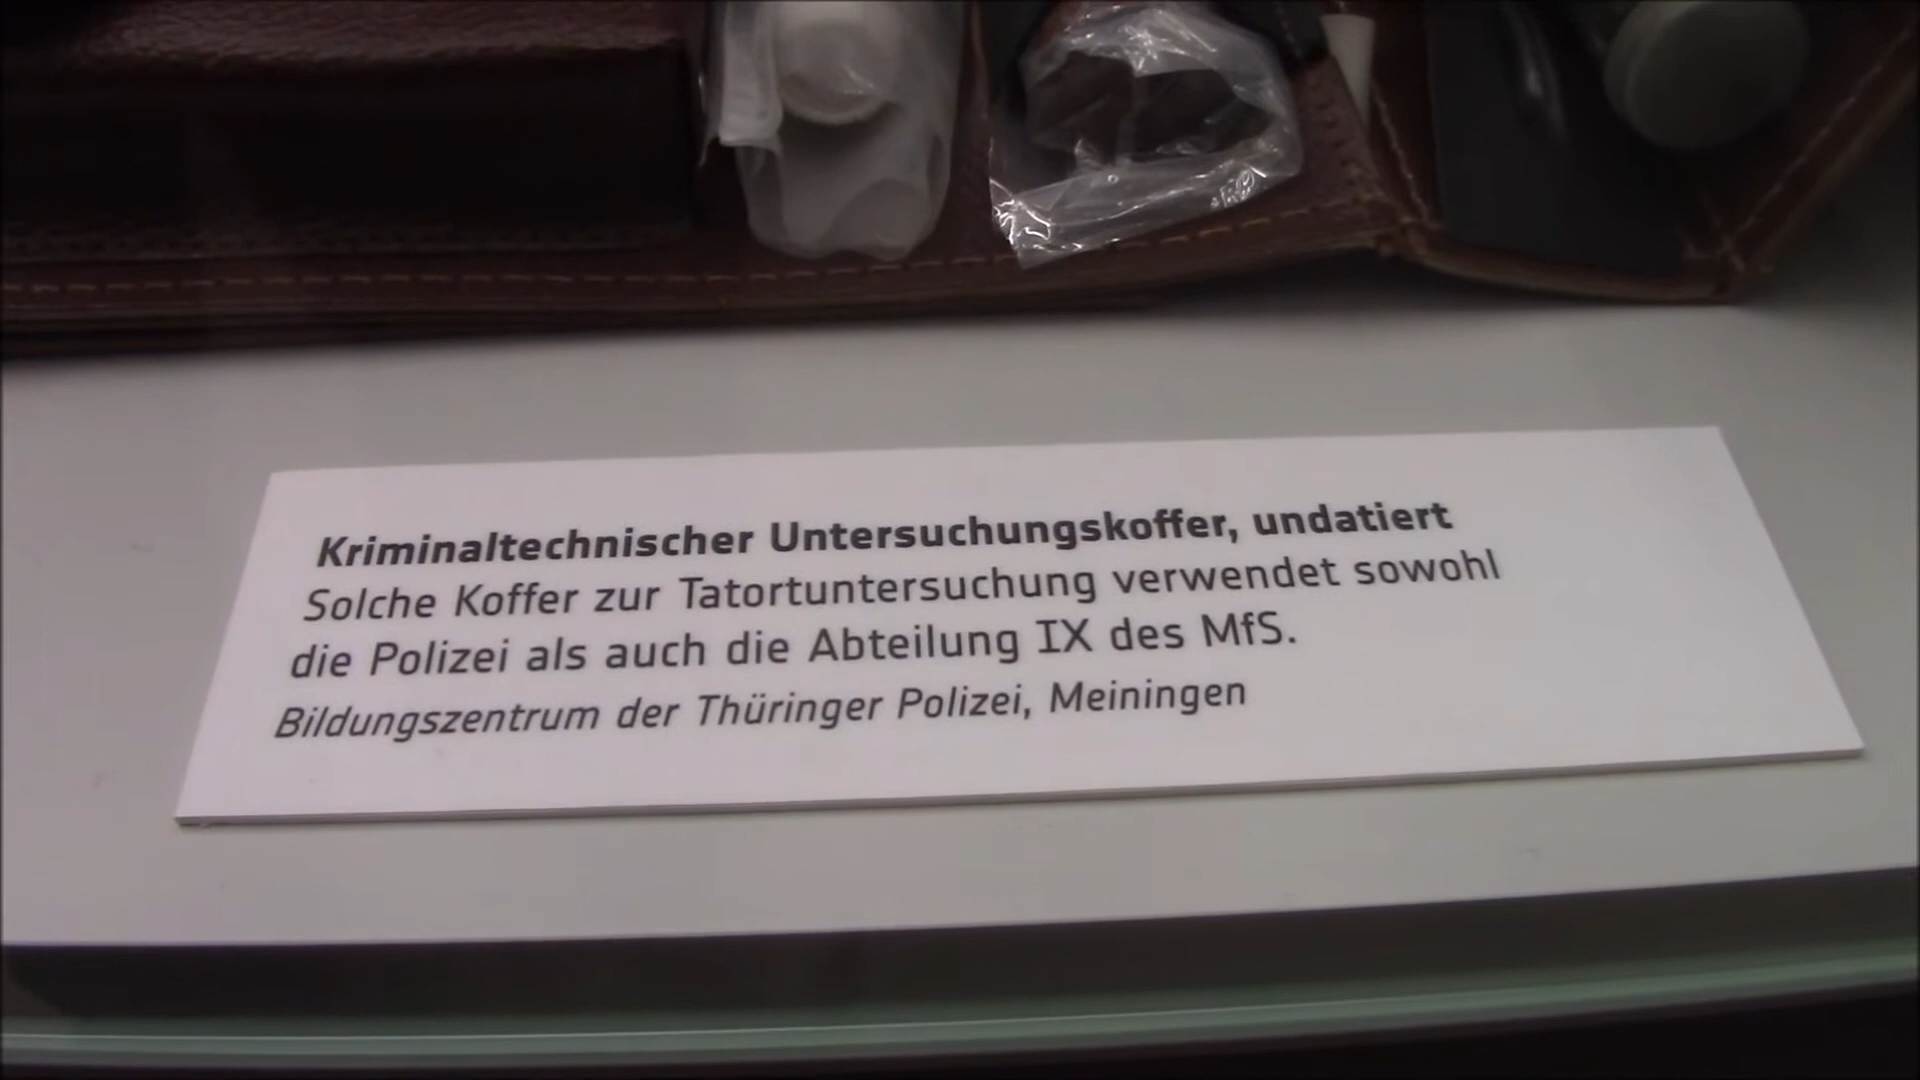 Kriminaltechnischer Untersuchungskoffer, undatiert
Solche Koffer zur Tatortuntersuchung verwendet sowohl
die Polizei als auch die Abteilung IX des MfS.
Bildungszentrum der Thüringer Polizei, Meiningen